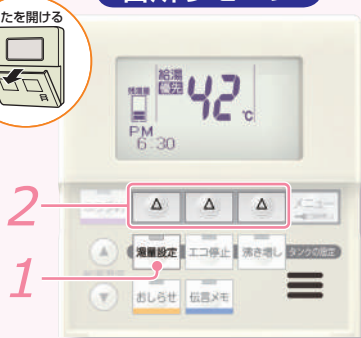 たを開ける
給湯
優先
残湯量
42
℃
PM
6:30
2
メニュー
1
湯量設定
エコ停止
沸き増し
タンクの設定
おしらせ
伝言メモ